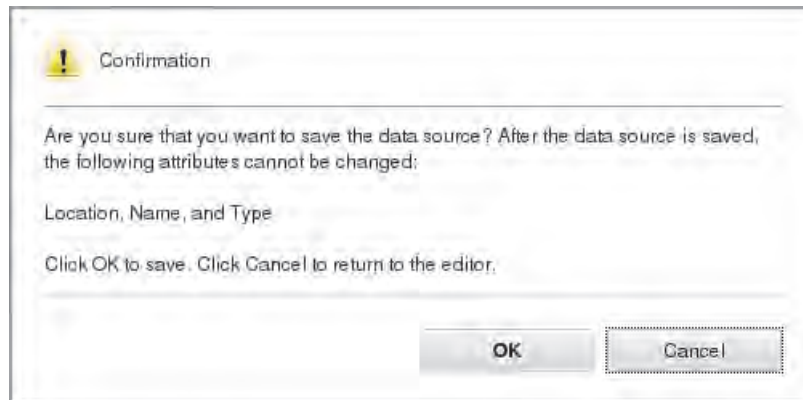 Confirmation
Are you sure that you want to save the data source? After the data source is saved,
the following attributes cannot be changed:
Location, Name, and Type
Click OK to save. Click Cancel to return to the editor.
OK
Cancel